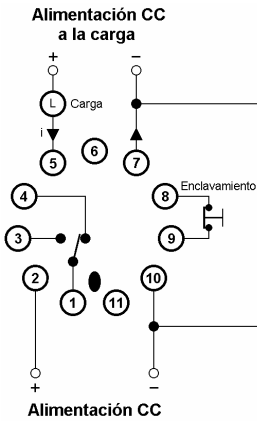 Alimentación CC
a la carga
+ −
L Carga
i
5 6 7
4 8 Enclavamiento
3 9
2 10
1 11
+ −
Alimentación CC